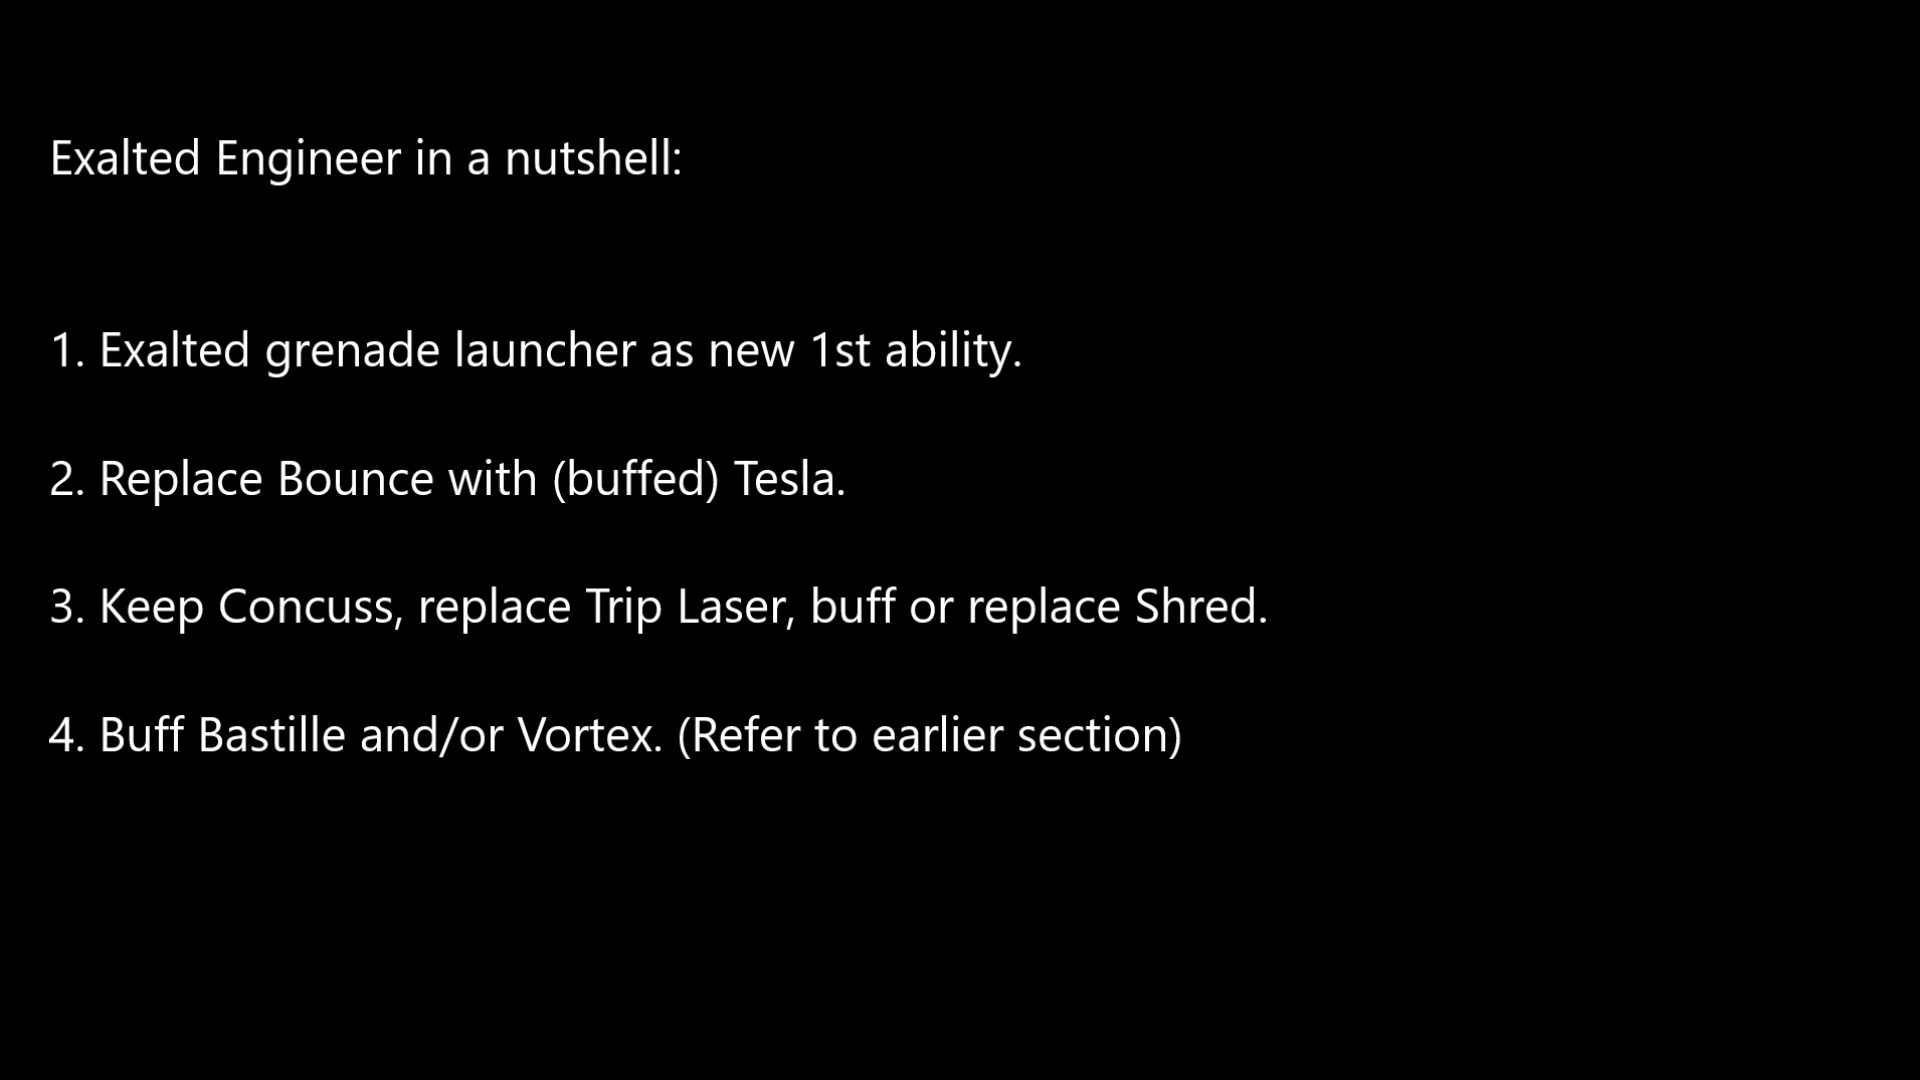 Exalted Engineer in a nutshell:
1. Exalted grenade launcher as new 1st ability.
2. Replace Bounce with (buffed) Tesla.
3. Keep Concuss, replace Trip Laser, buff or replace Shred.
4. Buff Bastille and/or Vortex. (Refer to earlier section)